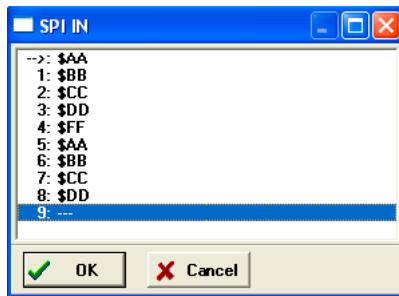 SPI IN
-->: $AA
1: $BB
2: $CC
3: $DD
4: $FF
5: $AA
6: $BB
7: $CC
8: $DD
9: ---
OK
Cancel